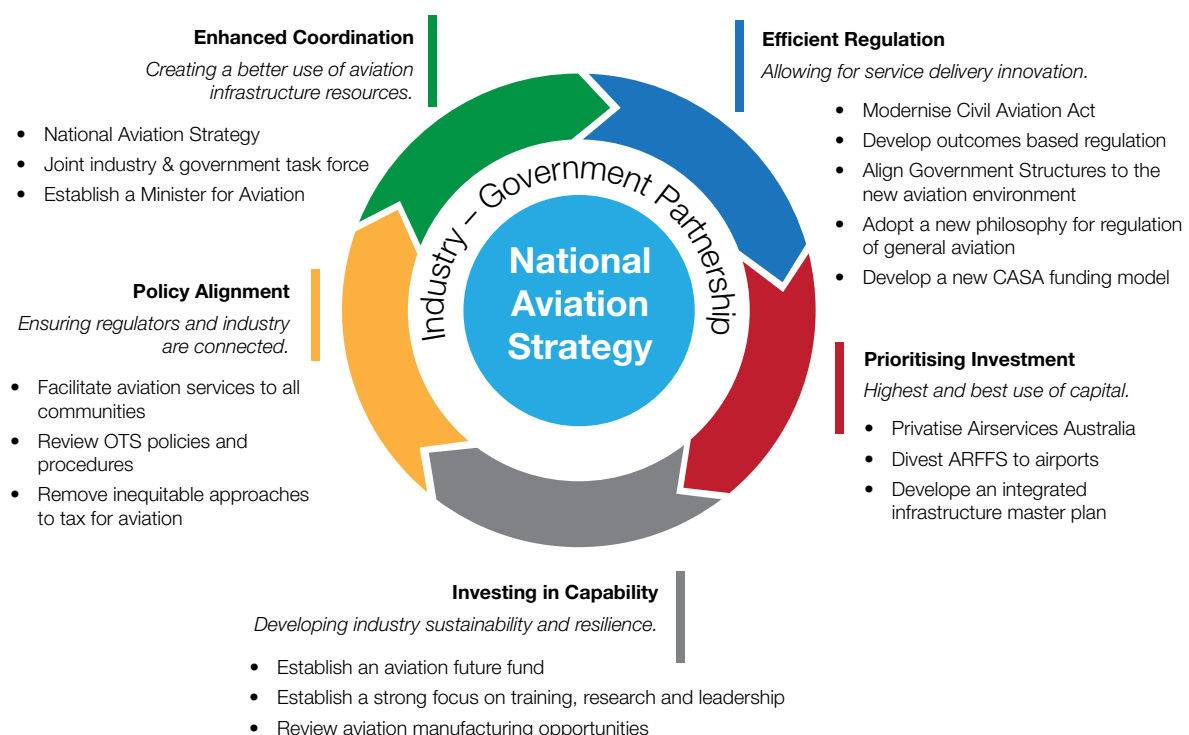 Enhanced Coordination
Creating a better use of aviation
infrastructure resources.
• National Aviation Strategy
• Joint industry & government task force
• Establish a Minister for Aviation
Efficient Regulation
Allowing for service delivery innovation.
• Modernise Civil Aviation Act
• Develop outcomes based regulation
• Align Government Structures to the
new aviation environment
• Adopt a new philosophy for regulation
of general aviation
• Develop a new CASA funding model
Industry – Government Partnership
National
Aviation
Strategy
Policy Alignment
Ensuring regulators and industry
are connected.
• Facilitate aviation services to all
communities
• Review OTS policies and
procedures
• Remove inequitable approaches
to tax for aviation
Prioritising Investment
Highest and best use of capital.
• Privatise Airservices Australia
• Divest ARFFS to airports
• Develope an integrated
infrastructure master plan
Investing in Capability
Developing industry sustainability and resilience.
• Establish an aviation future fund
• Establish a strong focus on training, research and leadership
• Review aviation manufacturing opportunities